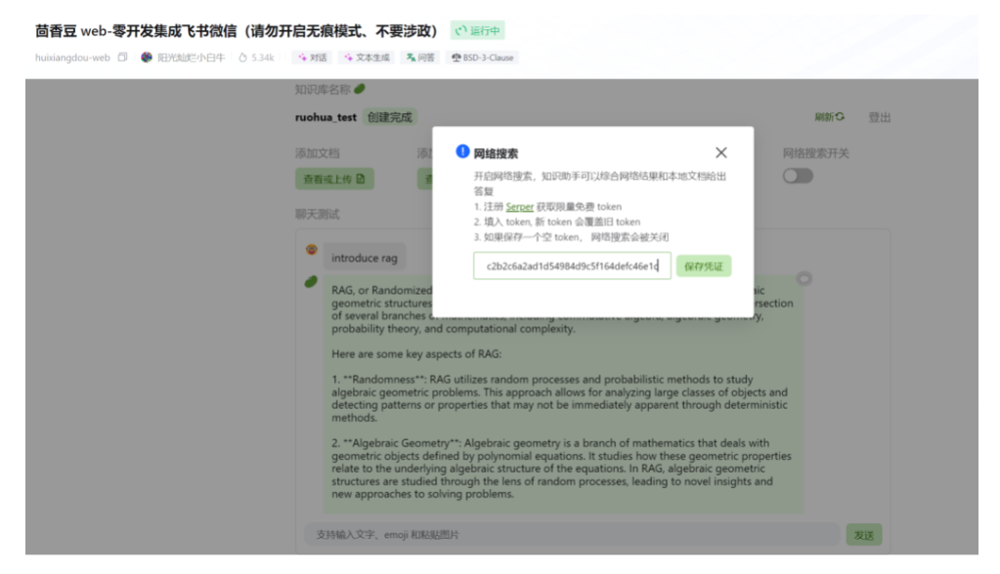 茴香豆 web-零开发集成飞书微信（请勿开启无痕模式、不要涉政） 运行中
huixiangdou-web 阳光灿烂小白牛 5.34k 对话 文本生成 问答 BSD-3-Clause
知识库名称
ruohua_test 创建完成 刷新 登出
添加文档 添加 网络搜索开关
查看或上传
聊天测试
网络搜索
开启网络搜索，知识助手可以综合网络结果和本地文档给出
答复
1. 注册 Serper 获取限量免费 token
2. 填入 token, 新 token 会覆盖旧 token
3. 如果保存一个空 token， 网络搜索会被关闭
c2b2c6a2ad1d54984d9c5f164defc46e1c 保存凭证
introduce rag
RAG, or Randomized
geometric structures rsection
of several branches of mathematics, including commutative algebra, algebraic geometry,
probability theory, and computational complexity.
Here are some key aspects of RAG:
1. **Randomness**: RAG utilizes random processes and probabilistic methods to study
algebraic geometric problems. This approach allows for analyzing large classes of objects and
detecting patterns or properties that may not be immediately apparent through deterministic
methods.
2. **Algebraic Geometry**: Algebraic geometry is a branch of mathematics that deals with
geometric objects defined by polynomial equations. It studies how these geometric properties
relate to the underlying algebraic structure of the equations. In RAG, algebraic geometric
structures are studied through the lens of random processes, leading to novel insights and
new approaches to solving problems.
支持输入文字、emoji 和粘贴图片 发送